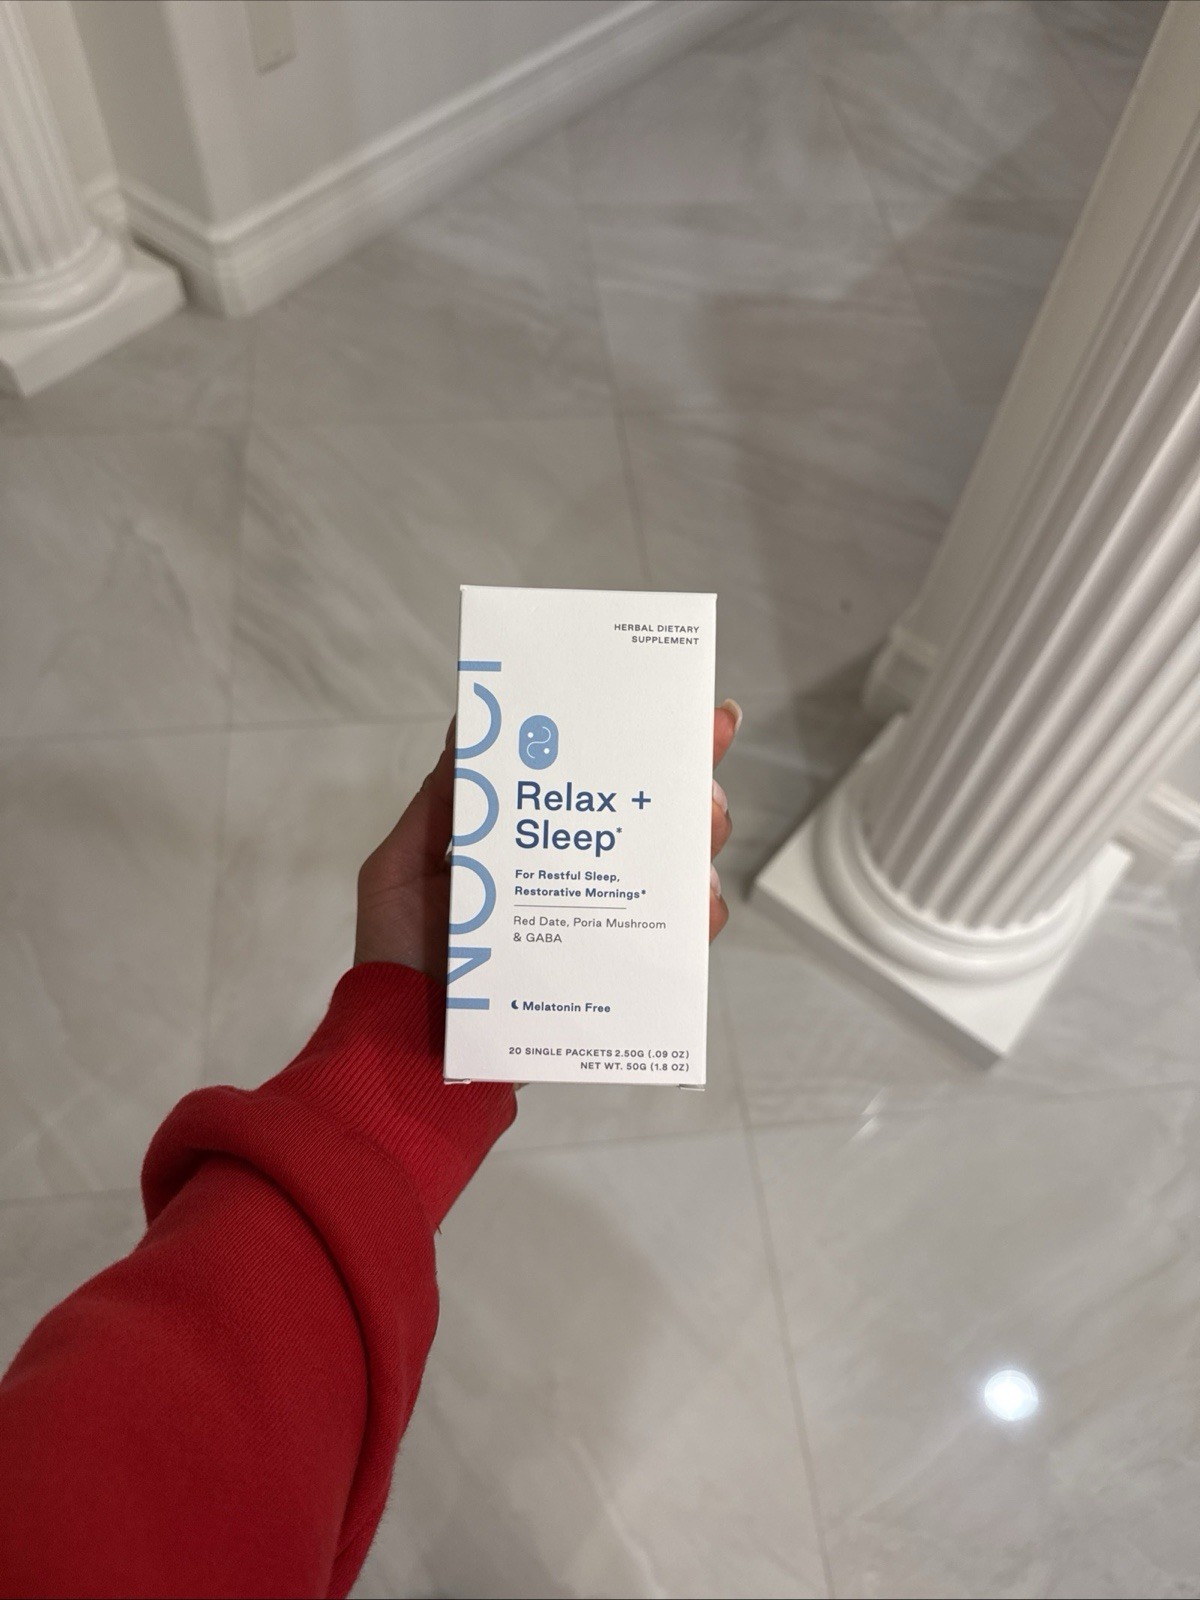 HERBAL DIETARY
SUPPLEMENT
NOOCI
Relax +
Sleep*
For Restful Sleep,
Restorative Mornings*
Red Date, Poria Mushroom
& GABA
Melatonin Free
20 SINGLE PACKETS 2.50G (.09 OZ)
NET WT. 50G (1.8 OZ)